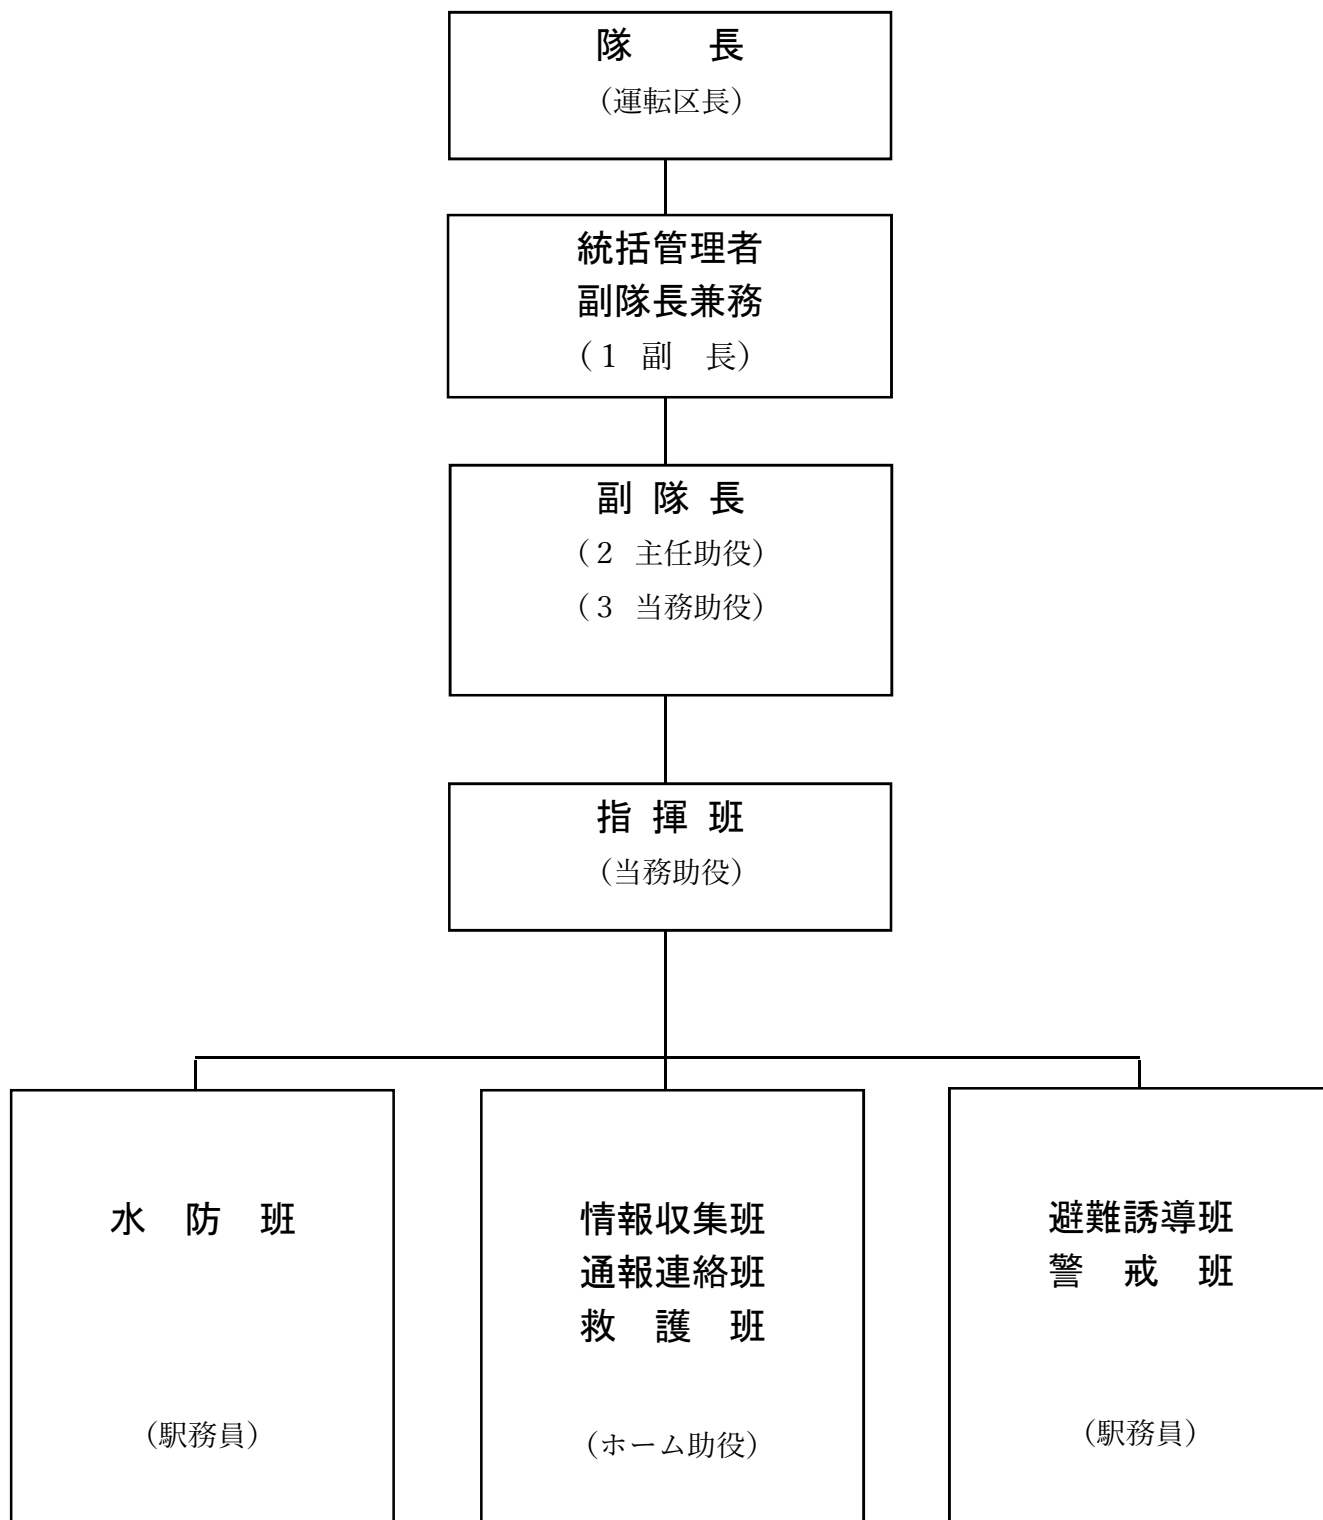 隊　　長
（運転区長）
統括管理者
副隊長兼務
（１ 副　長）
副 隊 長
（２ 主任助役）
（３ 当務助役）
指 揮 班
（当務助役）
水　防　班
（駅務員）
情報収集班
通報連絡班
救　護　班
（ホーム助役）
避難誘導班
警　戒　班
（駅務員）